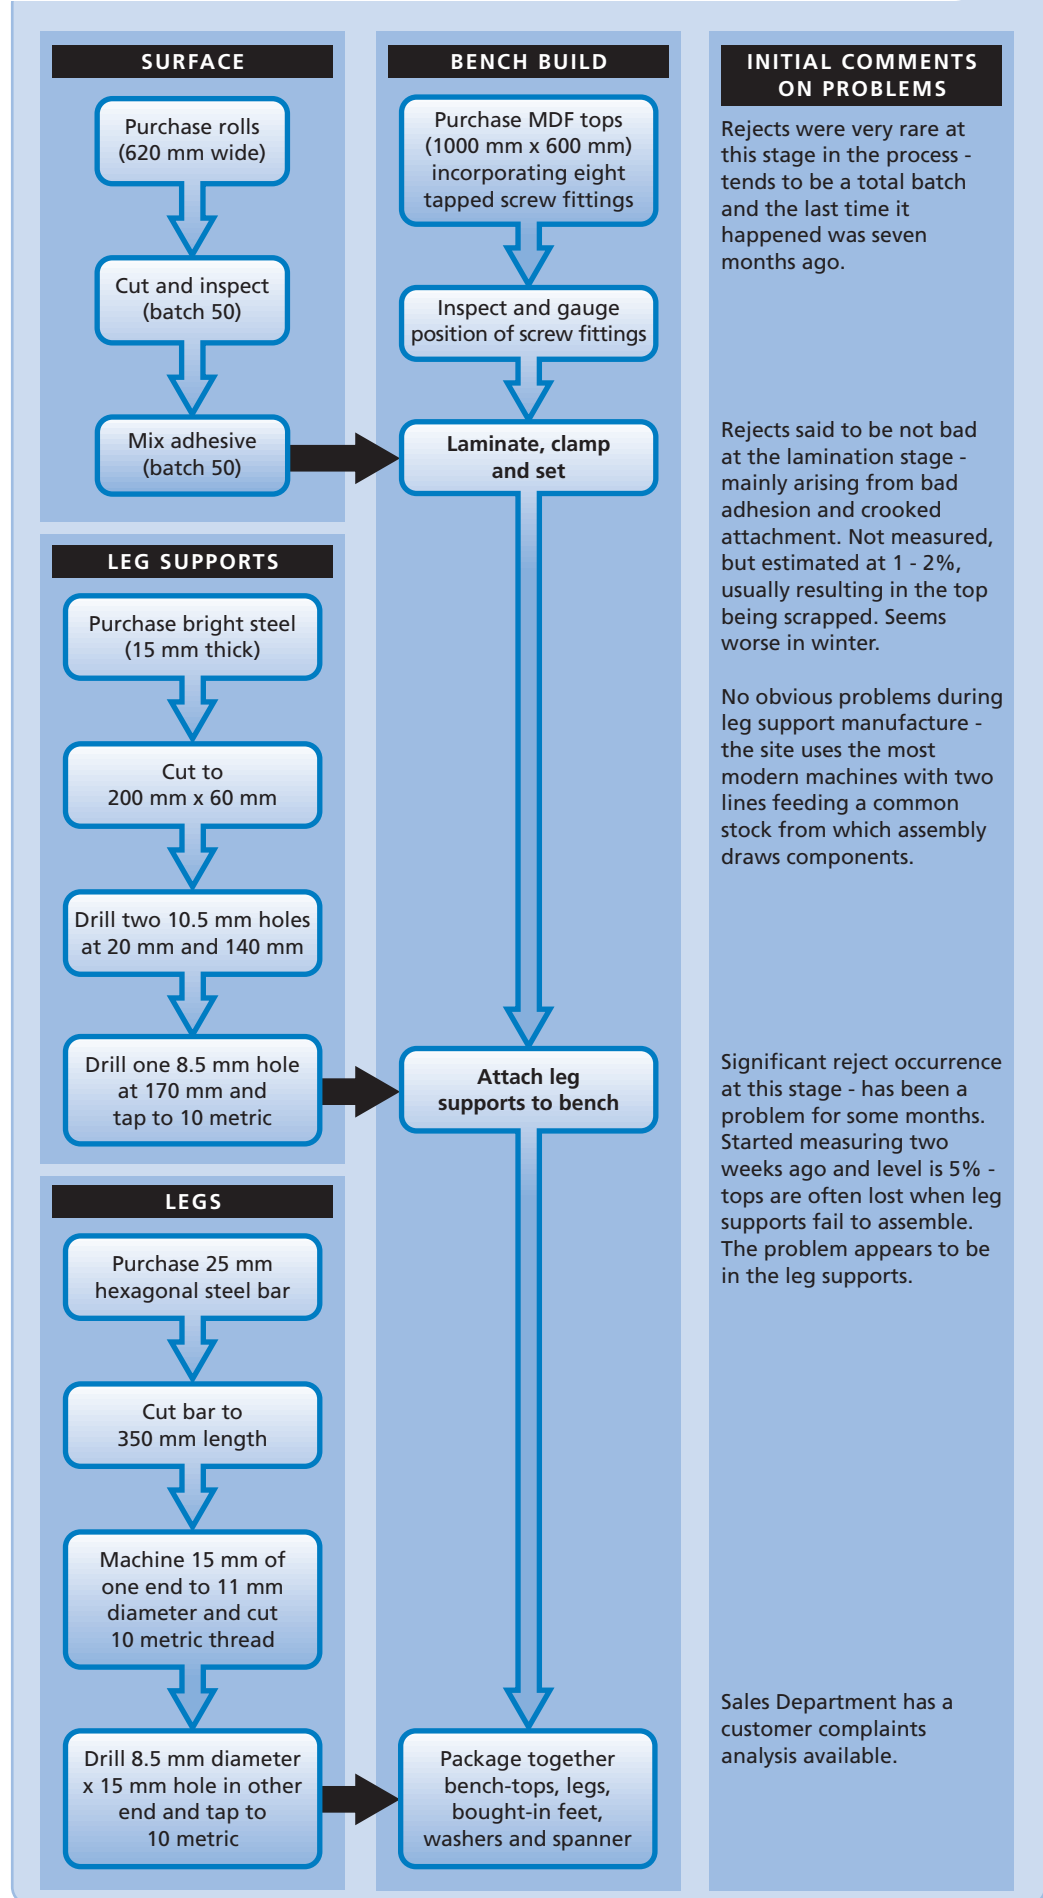 SURFACE
Purchase rolls
(620 mm wide)
Cut and inspect
(batch 50)
Mix adhesive
(batch 50)
LEG SUPPORTS
Purchase bright steel
(15 mm thick)
Cut to
200 mm x 60 mm
Drill two 10.5 mm holes
at 20 mm and 140 mm
Drill one 8.5 mm hole
at 170 mm and
tap to 10 metric
LEGS
Purchase 25 mm
hexagonal steel bar
Cut bar to
350 mm length
Machine 15 mm of
one end to 11 mm
diameter and cut
10 metric thread
Drill 8.5 mm diameter
x 15 mm hole in other
end and tap to
10 metric
BENCH BUILD
Purchase MDF tops
(1000 mm x 600 mm)
incorporating eight
tapped screw fittings
Inspect and gauge
position of screw fittings
Laminate, clamp
and set
Attach leg
supports to bench
Package together
bench-tops, legs,
bought-in feet,
washers and spanner
INITIAL COMMENTS
ON PROBLEMS
Rejects were very rare at
this stage in the process -
tends to be a total batch
and the last time it
happened was seven
months ago.
Rejects said to be not bad
at the lamination stage -
mainly arising from bad
adhesion and crooked
attachment. Not measured,
but estimated at 1 - 2%,
usually resulting in the top
being scrapped. Seems
worse in winter.
No obvious problems during
leg support manufacture -
the site uses the most
modern machines with two
lines feeding a common
stock from which assembly
draws components.
Significant reject occurrence
at this stage - has been a
problem for some months.
Started measuring two
weeks ago and level is 5% -
tops are often lost when leg
supports fail to assemble.
The problem appears to be
in the leg supports.
Sales Department has a
customer complaints
analysis available.